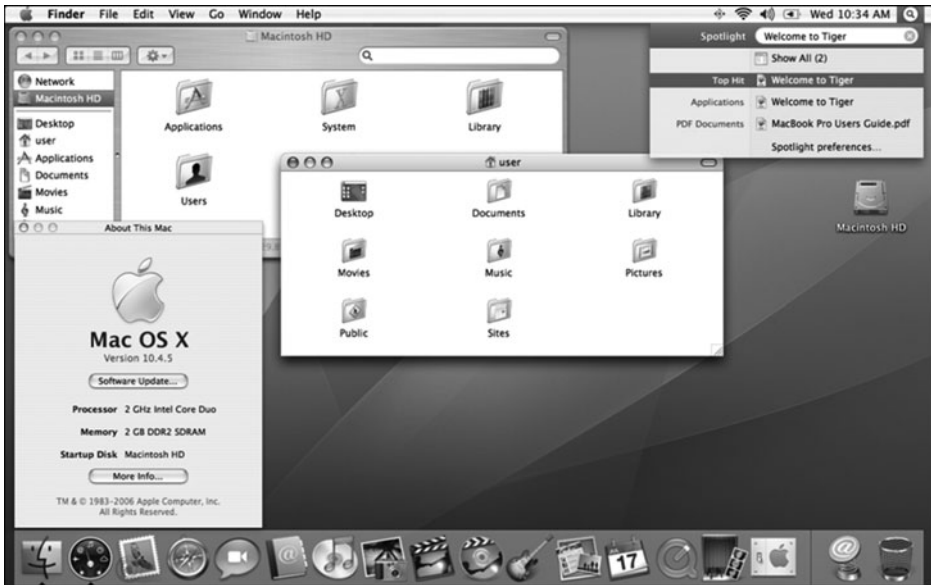 Finder File Edit View Go Window Help
Wed 10:34 AM
Macintosh HD
Network
Macintosh HD
Desktop
user
Applications
Documents
Movies
Music
Applications
System
Library
Users
Spotlight Welcome to Tiger
Show All (2)
Top Hit Welcome to Tiger
Applications Welcome to Tiger
PDF Documents MacBook Pro Users Guide.pdf
Spotlight preferences...
user
Desktop
Documents
Library
Movies
Music
Pictures
Public
Sites
Macintosh HD
About This Mac
Mac OS X
Version 10.4.5
Software Update...
Processor 2 GHz Intel Core Duo
Memory 2 GB DDR2 SDRAM
Startup Disk Macintosh HD
More Info...
TM & © 1983–2006 Apple Computer, Inc.
All Rights Reserved.
17